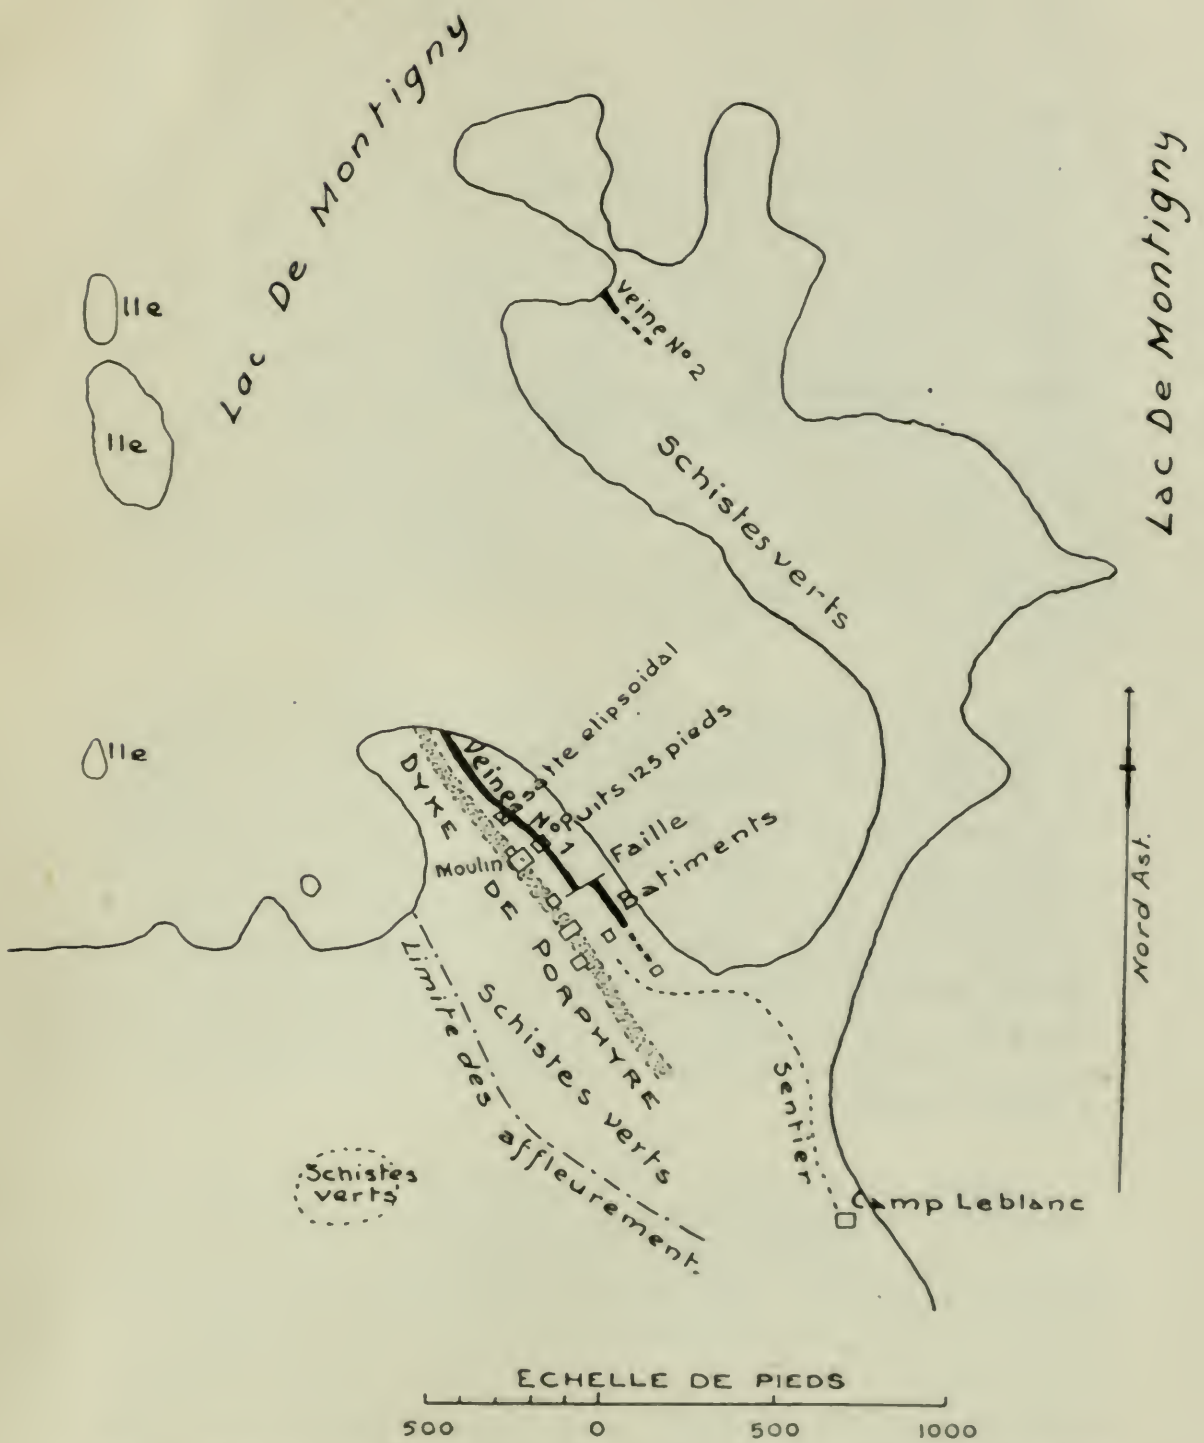 Lac De Montigny
Lac De Montigny
Ile
Ile
Veine No 2
Schistes verts
Ile
Veine No 1
elipsoidal
Puits 125 pieds
Faille
Batiments
Moulin
DYKE DE PORPHYRE
Schistes verts
Limite des affleurement.
Sentier
Schistes
verts
Camp Leblanc
Nord Ast.
ECHELLE DE PIEDS
500 0 500 1000